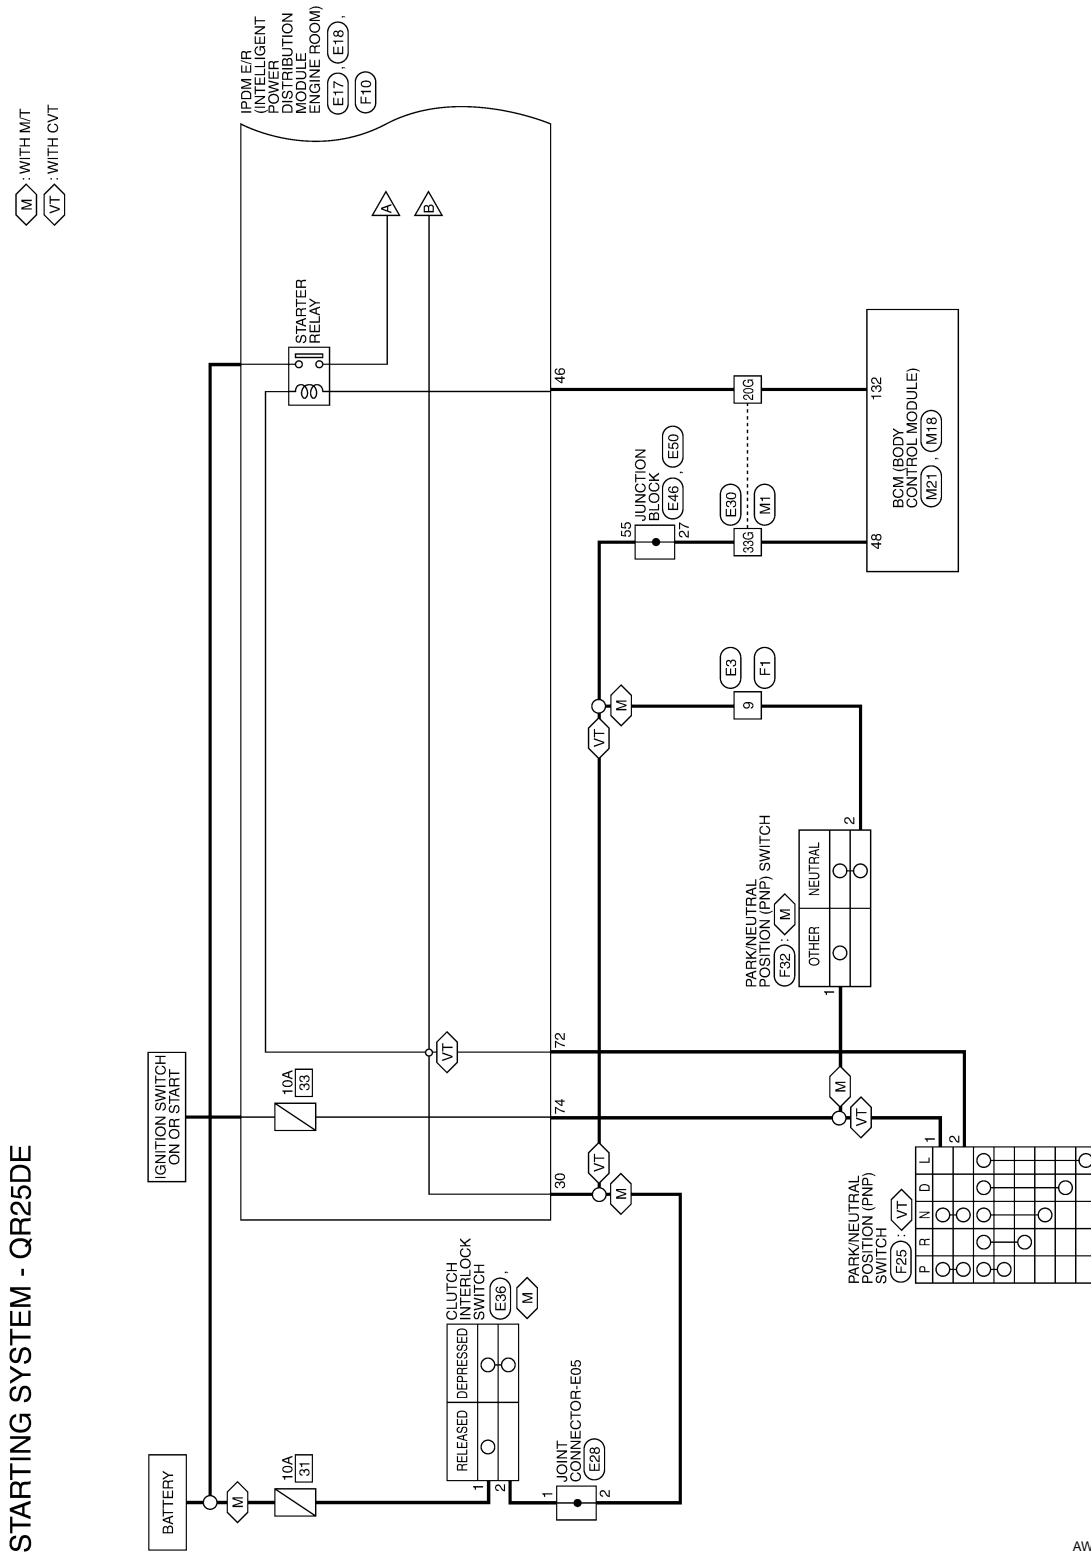 STARTING SYSTEM - QR25DE
M : WITH M/T
VT : WITH CVT
BATTERY
IGNITION SWITCH
ON OR START
IPDM E/R
(INTELLIGENT
POWER
DISTRIBUTION
MODULE
ENGINE ROOM)
E17 , E18 ,
F10
M
10A
31
10A
33
STARTER
RELAY
A
B
VT
CLUTCH
INTERLOCK
SWITCH
E36 ,
M
RELEASED DEPRESSED
1
2
JOINT
CONNECTOR-E05
E28
1
2
30
74
72
46
VT
M
VT
M
55
JUNCTION
BLOCK
E46 , E50
27
33G
20G
E30
M1
E3
F1
9
48
132
BCM (BODY
CONTROL MODULE)
M21 , M18
PARK/NEUTRAL
POSITION (PNP) SWITCH
F32 : M
OTHER NEUTRAL
1
2
M
VT
PARK/NEUTRAL
POSITION (PNP)
SWITCH
F25 : VT
P R N D L
1
2